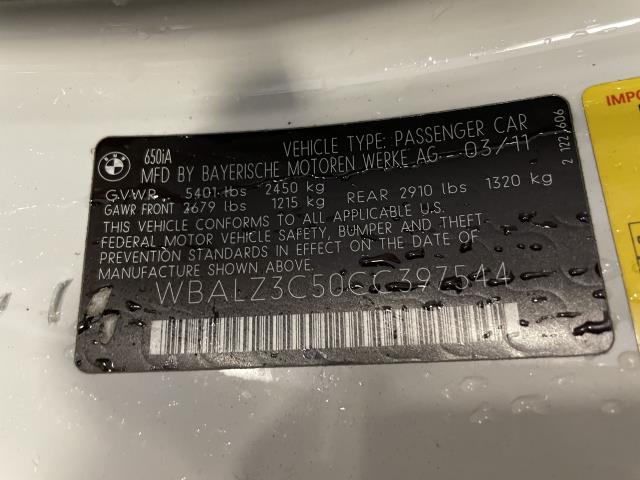 BMW
650iA
VEHICLE TYPE: PASSENGER CAR
MFD BY BAYERISCHE MOTOREN WERKE AG 03/11
GVWR 5401 lbs 2450 kg
GAWR FRONT 2679 lbs 1215 kg REAR 2910 lbs 1320 kg
THIS VEHICLE CONFORMS TO ALL APPLICABLE U.S.
FEDERAL MOTOR VEHICLE SAFETY, BUMPER AND THEFT
PREVENTION STANDARDS IN EFFECT ON THE DATE OF
MANUFACTURE SHOWN ABOVE.
WBALZ3C50CC397544
2 122 606
IMPO